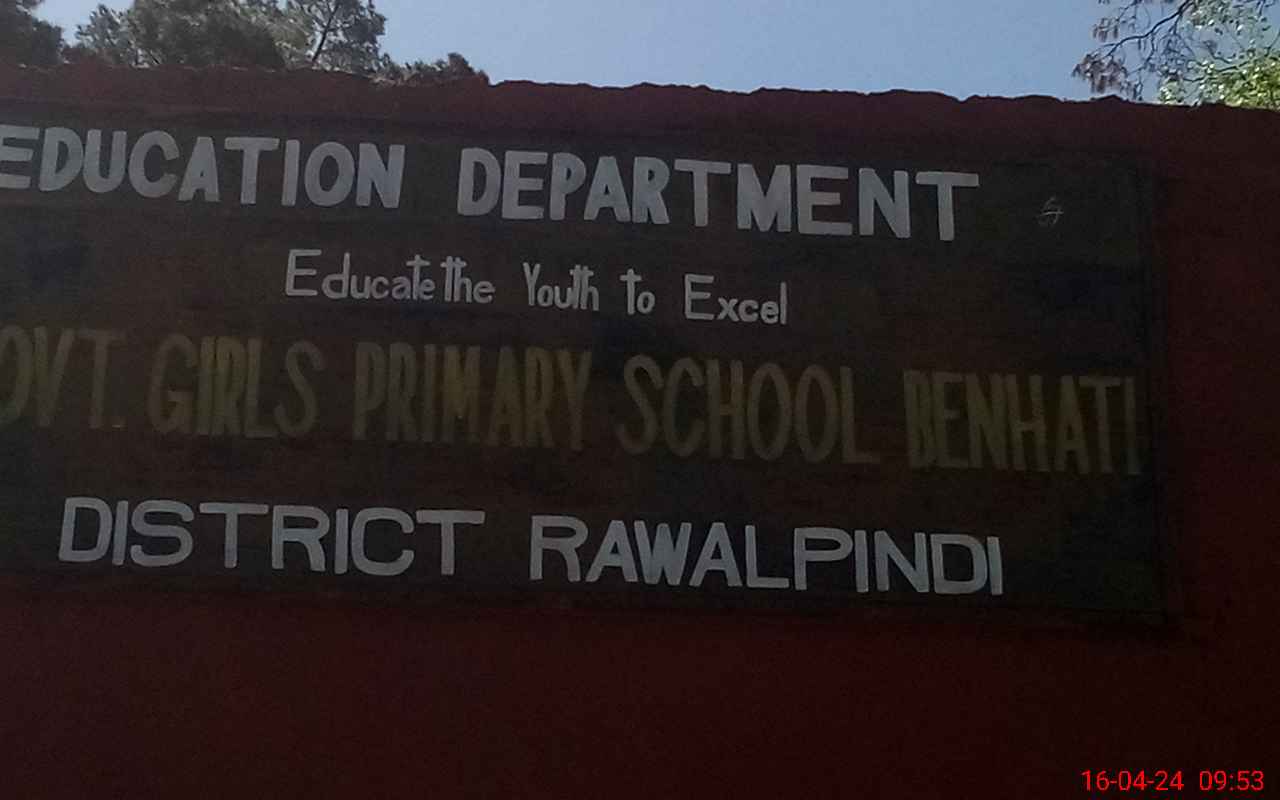 EDUCATION DEPARTMENT
Educate the Youth to Excel
OVT. GIRLS PRIMARY SCHOOL BENHATI
DISTRICT RAWALPINDI
16-04-24 09:53